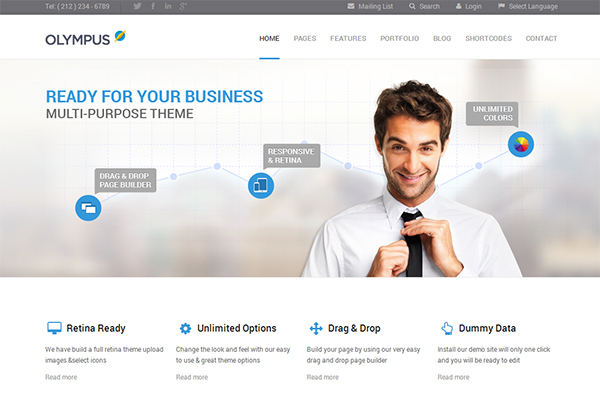 Tel: ( 212 ) 234 - 6789
Mailing List
Search
Login
Select Language
OLYMPUS
HOME
PAGES
FEATURES
PORTFOLIO
BLOG
SHORTCODES
CONTACT
READY FOR YOUR BUSINESS
MULTI-PURPOSE THEME
UNLIMITED
COLORS
RESPONSIVE
& RETINA
DRAG & DROP
PAGE BUILDER
Retina Ready
We have build a full retina theme upload
images &select icons
Read more
Unlimited Options
Change the look and feel with our easy
to use & great theme options
Read more
Drag & Drop
Build your page by using our very easy
drag and drop page builder
Read more
Dummy Data
Install our demo site will only one click
and you will be ready to edit
Read more